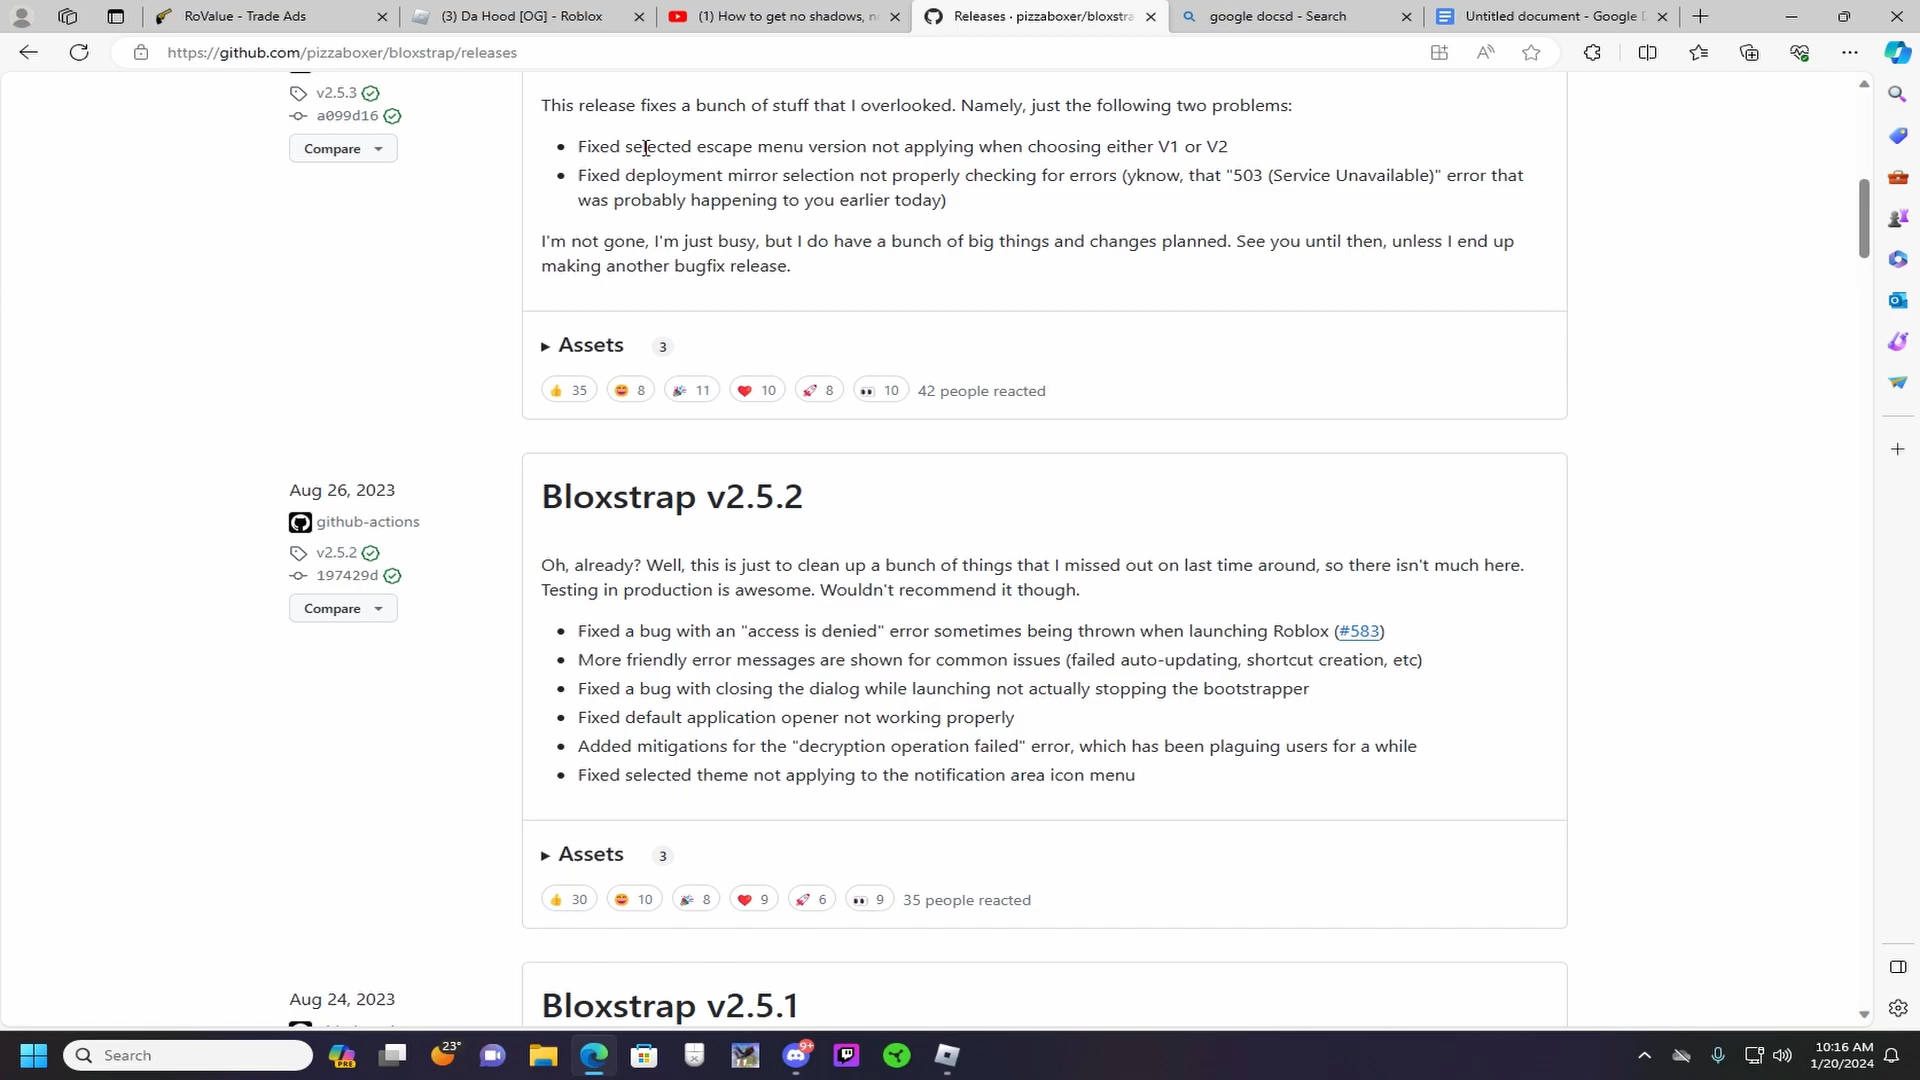 RoValue - Trade Ads
(3) Da Hood [OG] - Roblox
(1) How to get no shadows, n
Releases · pizzaboxer/bloxstra
google docsd - Search
Untitled document - Google D
https://github.com/pizzaboxer/bloxstrap/releases
v2.5.3
a099d16
Compare
This release fixes a bunch of stuff that I overlooked. Namely, just the following two problems:
Fixed selected escape menu version not applying when choosing either V1 or V2
Fixed deployment mirror selection not properly checking for errors (yknow, that "503 (Service Unavailable)" error that
was probably happening to you earlier today)
I'm not gone, I'm just busy, but I do have a bunch of big things and changes planned. See you until then, unless I end up
making another bugfix release.
Assets 3
35 8 11 10 8 10 42 people reacted
Aug 26, 2023
github-actions
v2.5.2
197429d
Compare
Bloxstrap v2.5.2
Oh, already? Well, this is just to clean up a bunch of things that I missed out on last time around, so there isn't much here.
Testing in production is awesome. Wouldn't recommend it though.
Fixed a bug with an "access is denied" error sometimes being thrown when launching Roblox (#583)
More friendly error messages are shown for common issues (failed auto-updating, shortcut creation, etc)
Fixed a bug with closing the dialog while launching not actually stopping the bootstrapper
Fixed default application opener not working properly
Added mitigations for the "decryption operation failed" error, which has been plaguing users for a while
Fixed selected theme not applying to the notification area icon menu
Assets 3
30 10 8 9 6 9 35 people reacted
Aug 24, 2023
Bloxstrap v2.5.1
Search
PRE
23°
9+
10:16 AM
1/20/2024